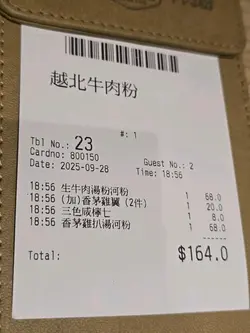 越北牛肉粉
#: 1
Tbl No.: 23
Cardno: 800150
Guest No.: 2
Date: 2025-09-28
Time: 18:56
18:56 生牛肉湯粉河粉 1 68.0
18:56 (加)香茅雞翼 (2件) 1 20.0
18:56 三色咸檸七 1 8.0
18:56 香茅雞扒湯河粉 1 68.0
Total: $164.0